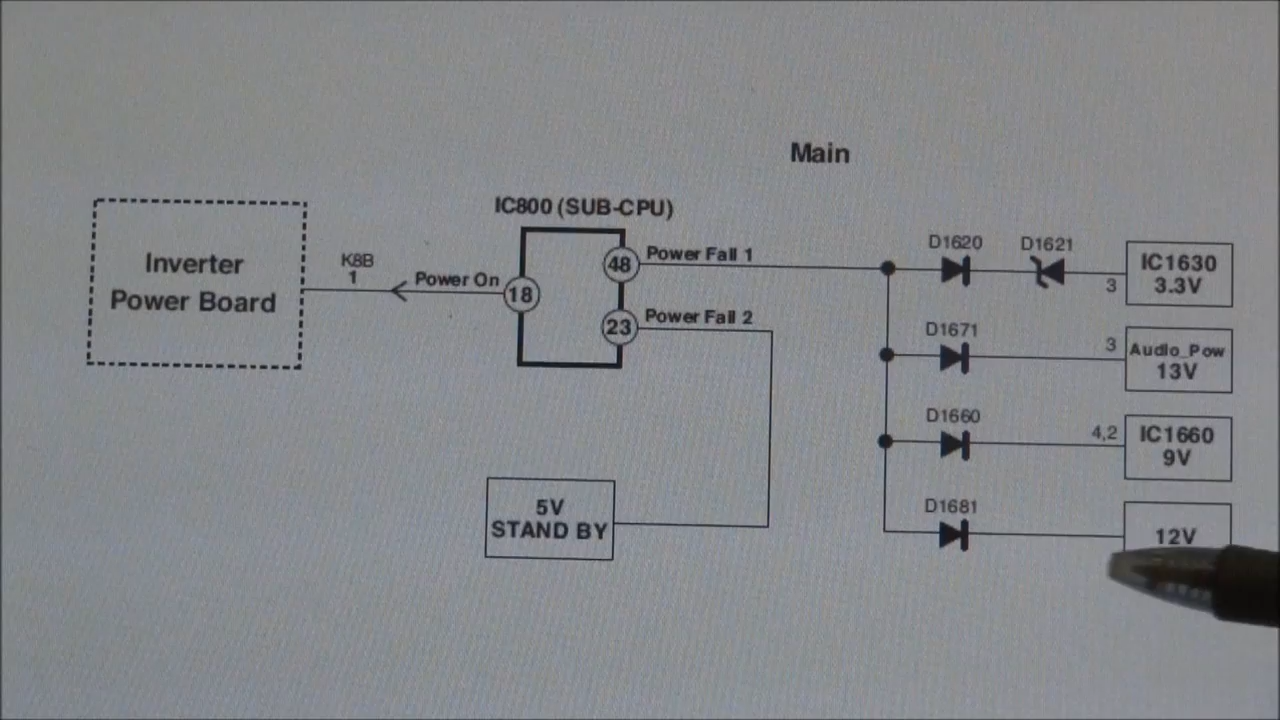 Main
IC800 (SUB-CPU)
Inverter
Power Board
K8B
1
Power On
18
48
Power Fail 1
23
Power Fail 2
5V
STAND BY
D1620
D1621
3
IC1630
3.3V
D1671
3
Audio_Pow
13V
D1660
4,2
IC1660
9V
D1681
12V